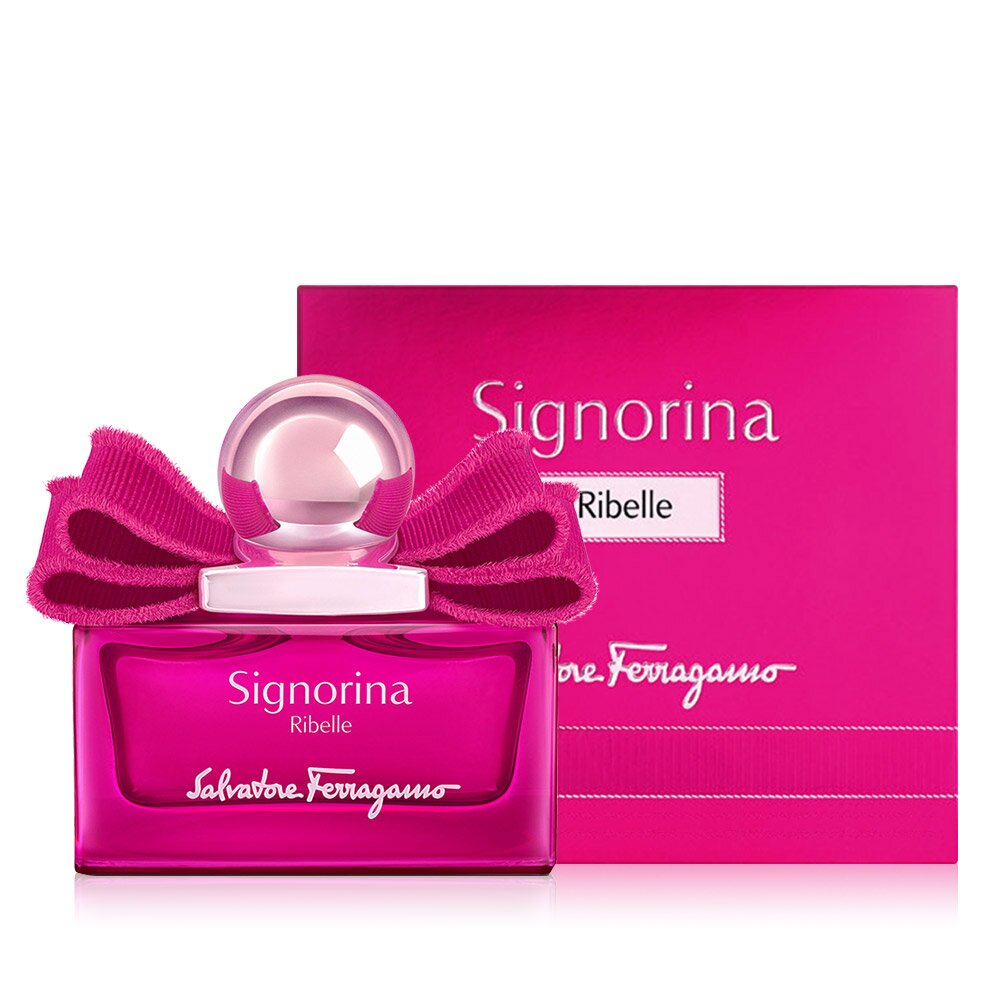 Signorina
Ribelle
Salvatore Ferragamo
Signorina
Ribelle
Ferragamo